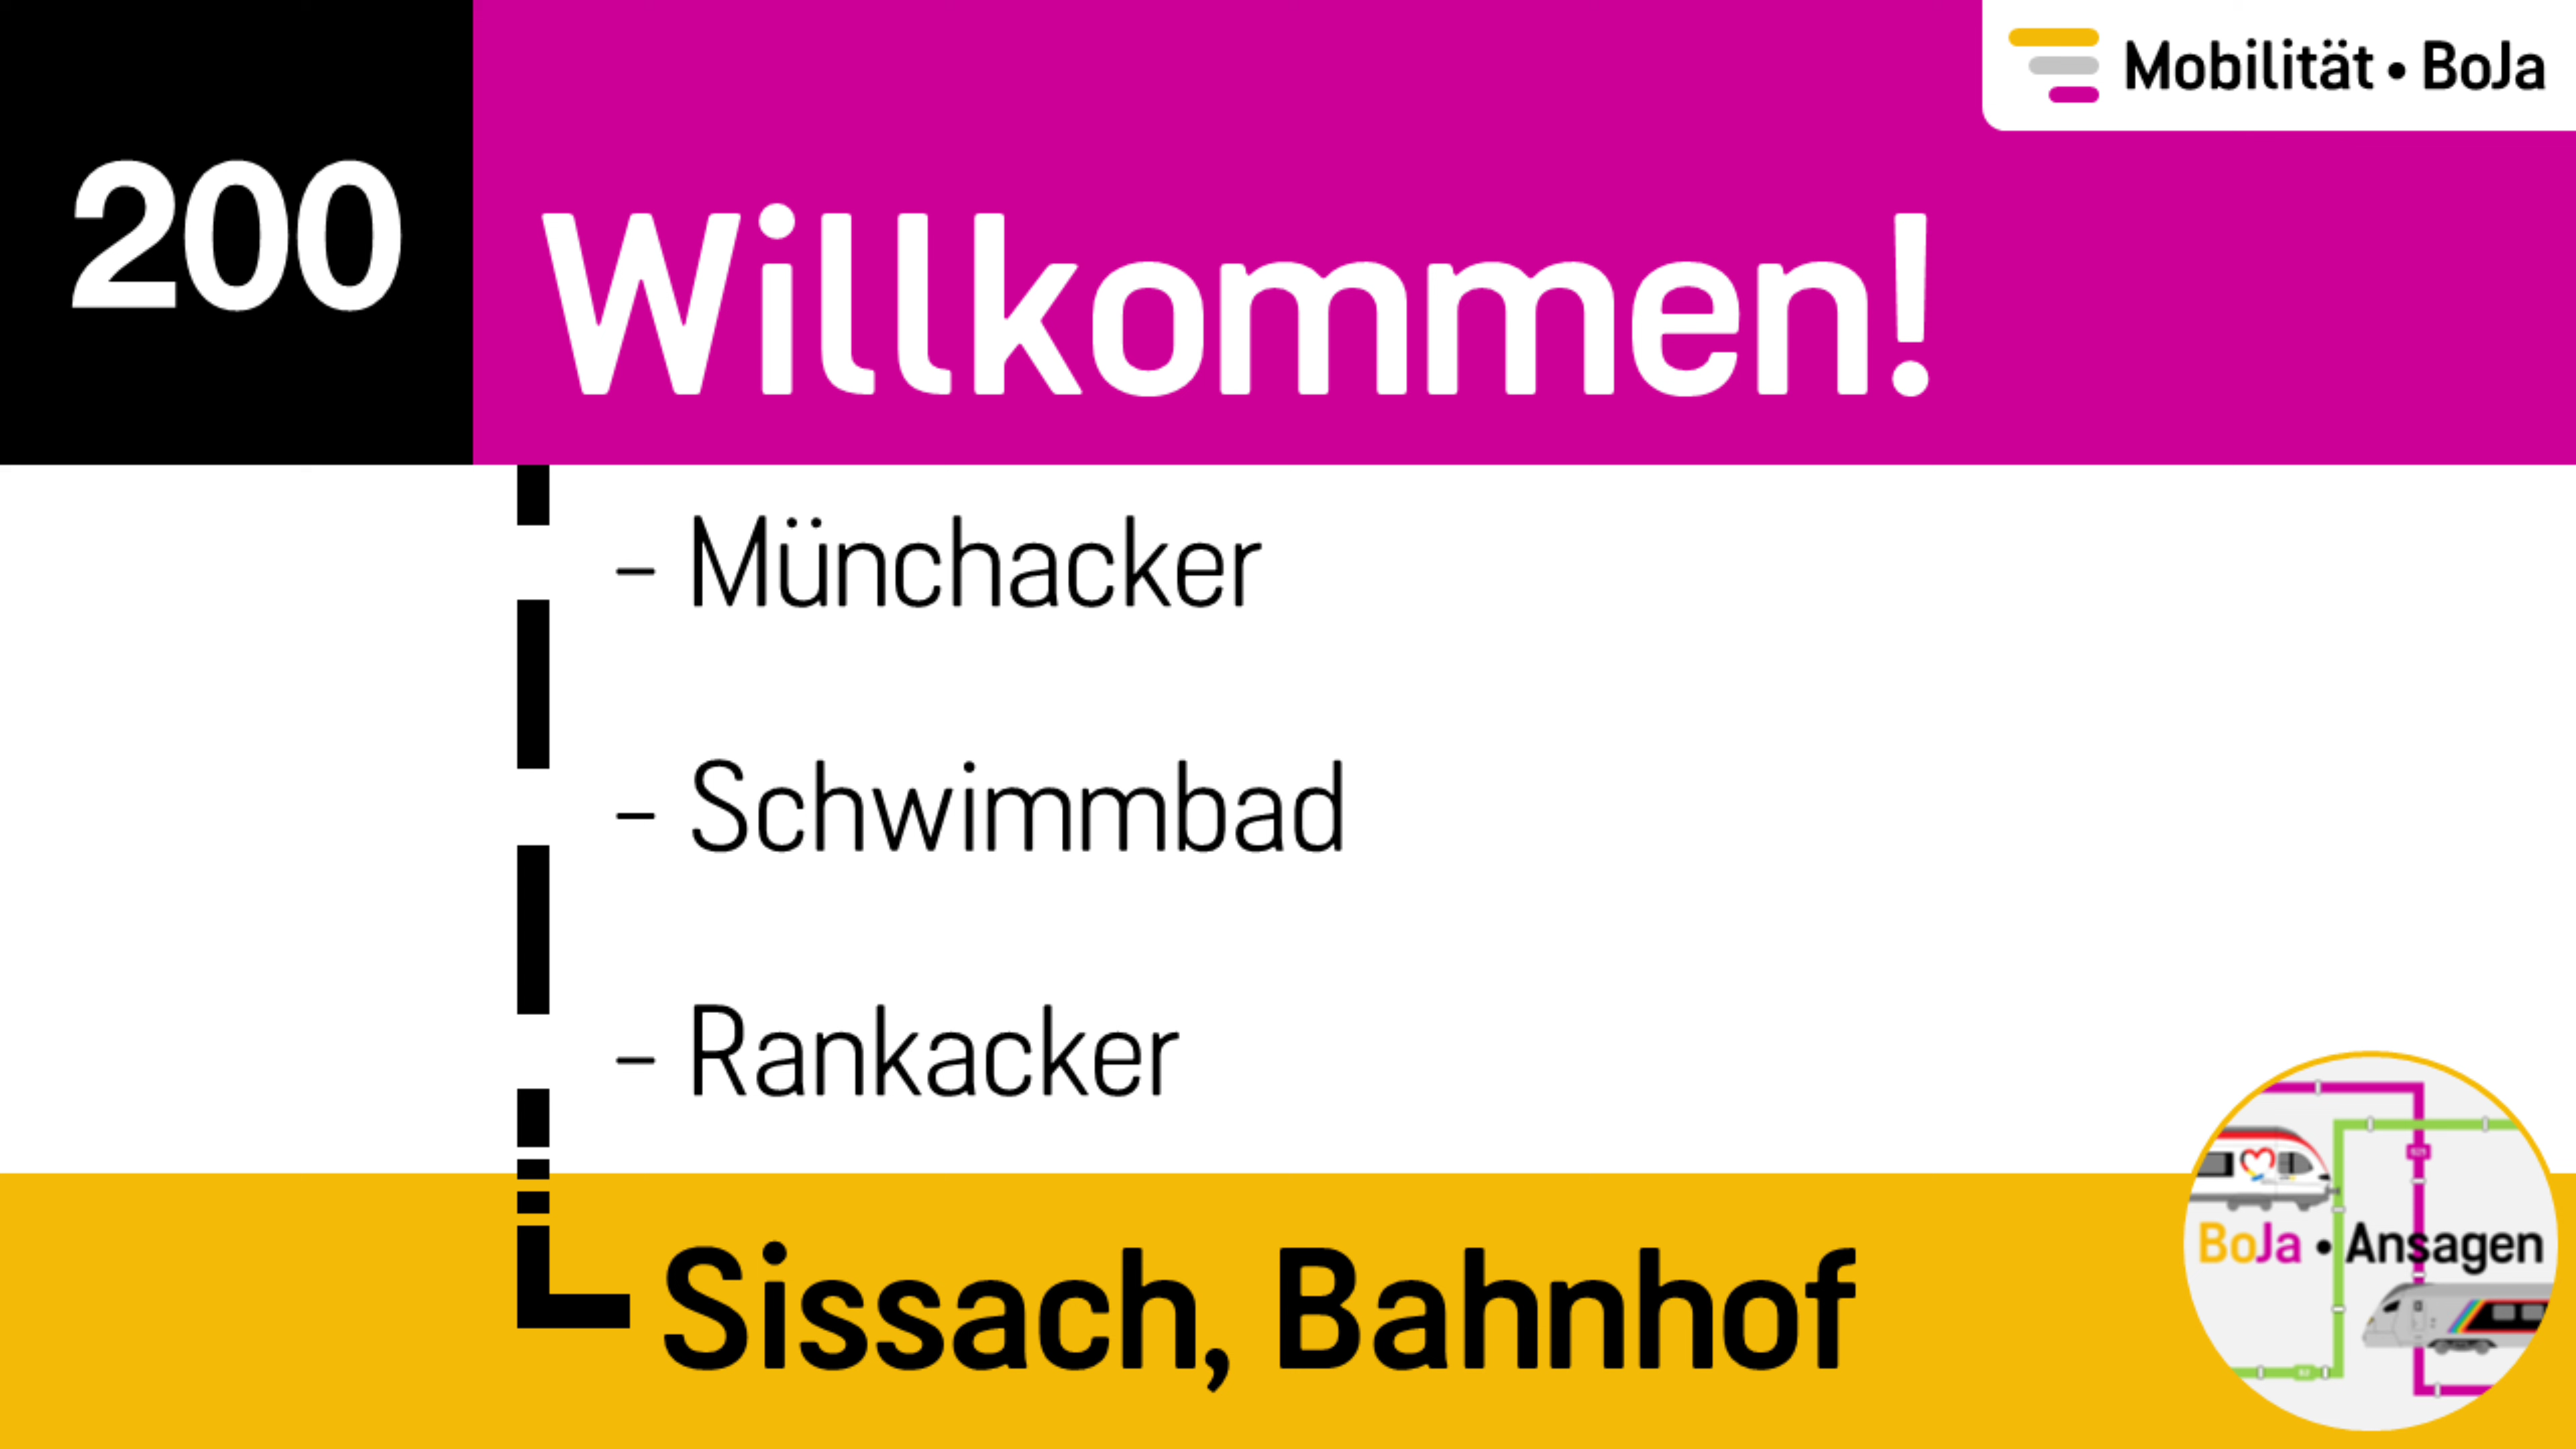 200
Willkommen!
Mobilität • BoJa
- Münchacker
- Schwimmbad
- Rankacker
Sissach, Bahnhof
BoJa • Ansagen